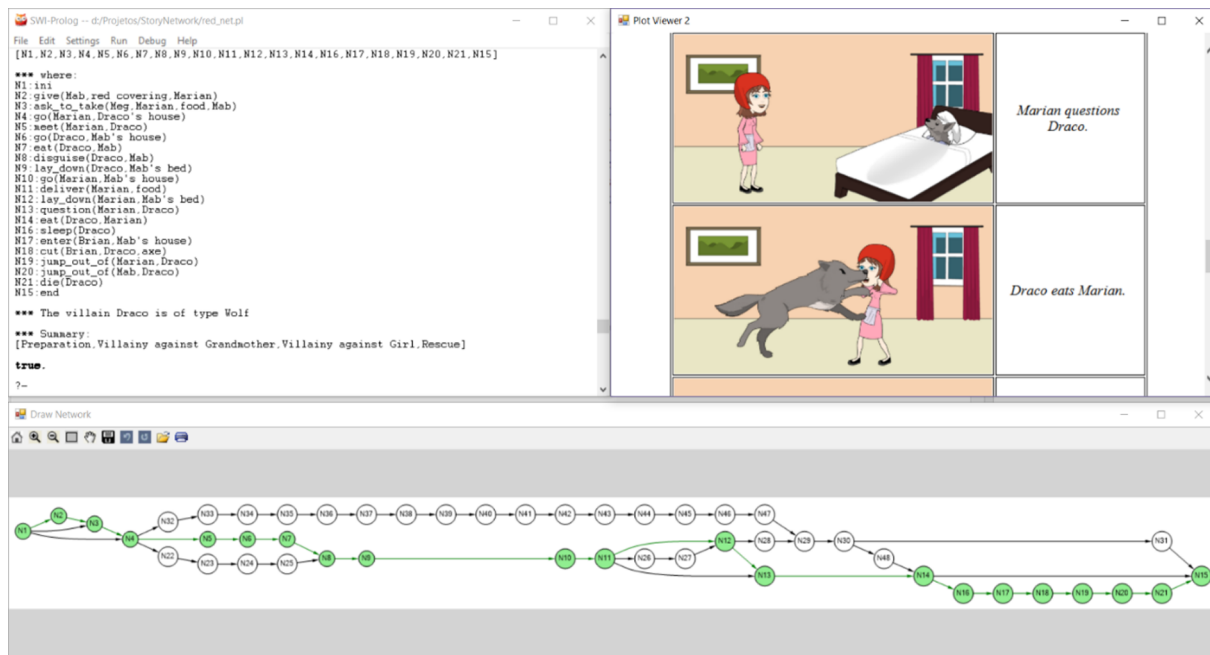 SWI-Prolog -- d:/Projetos/StoryNetwork/red_net.pl
File Edit Settings Run Debug Help
[N1,N2,N3,N4,N5,N6,N7,N8,N9,N10,N11,N12,N13,N14,N16,N17,N18,N19,N20,N21,N15]
*** where:
N1:ini
N2:give(Mab,red covering,Marian)
N3:ask_to_take(Meg,Marian,food,Mab)
N4:go(Marian,Draco's house)
N5:meet(Marian,Draco)
N6:go(Draco,Mab's house)
N7:eat(Draco,Mab)
N8:disguise(Draco,Mab)
N9:lay_down(Draco,Mab's bed)
N10:go(Marian,Mab's house)
N11:deliver(Marian,food)
N12:lay_down(Marian,Mab's bed)
N13:question(Marian,Draco)
N14:eat(Draco,Marian)
N16:sleep(Draco)
N17:enter(Brian,Mab's house)
N18:cut(Brian,Draco,axe)
N19:jump_out_of(Marian,Draco)
N20:jump_out_of(Mab,Draco)
N21:die(Draco)
N15:end
*** The villain Draco is of type Wolf
*** Summary:
[Preparation,Villainy against Grandmother,Villainy against Girl,Rescue]
true.
?-
Plot Viewer 2
Marian questions
Draco.
Draco eats Marian.
Draw Network
N33 N34 N35 N36 N37 N38 N39 N40 N41 N42 N43 N44 N45 N46 N47
N2 N32
N3
N1
N4 N5 N6 N7 N12 N28 N29 N30 N31
N22 N8 N9 N10 N11 N26 N27 N48
N23 N24 N25
N13 N14 N15
N16 N17 N18 N19 N20 N21